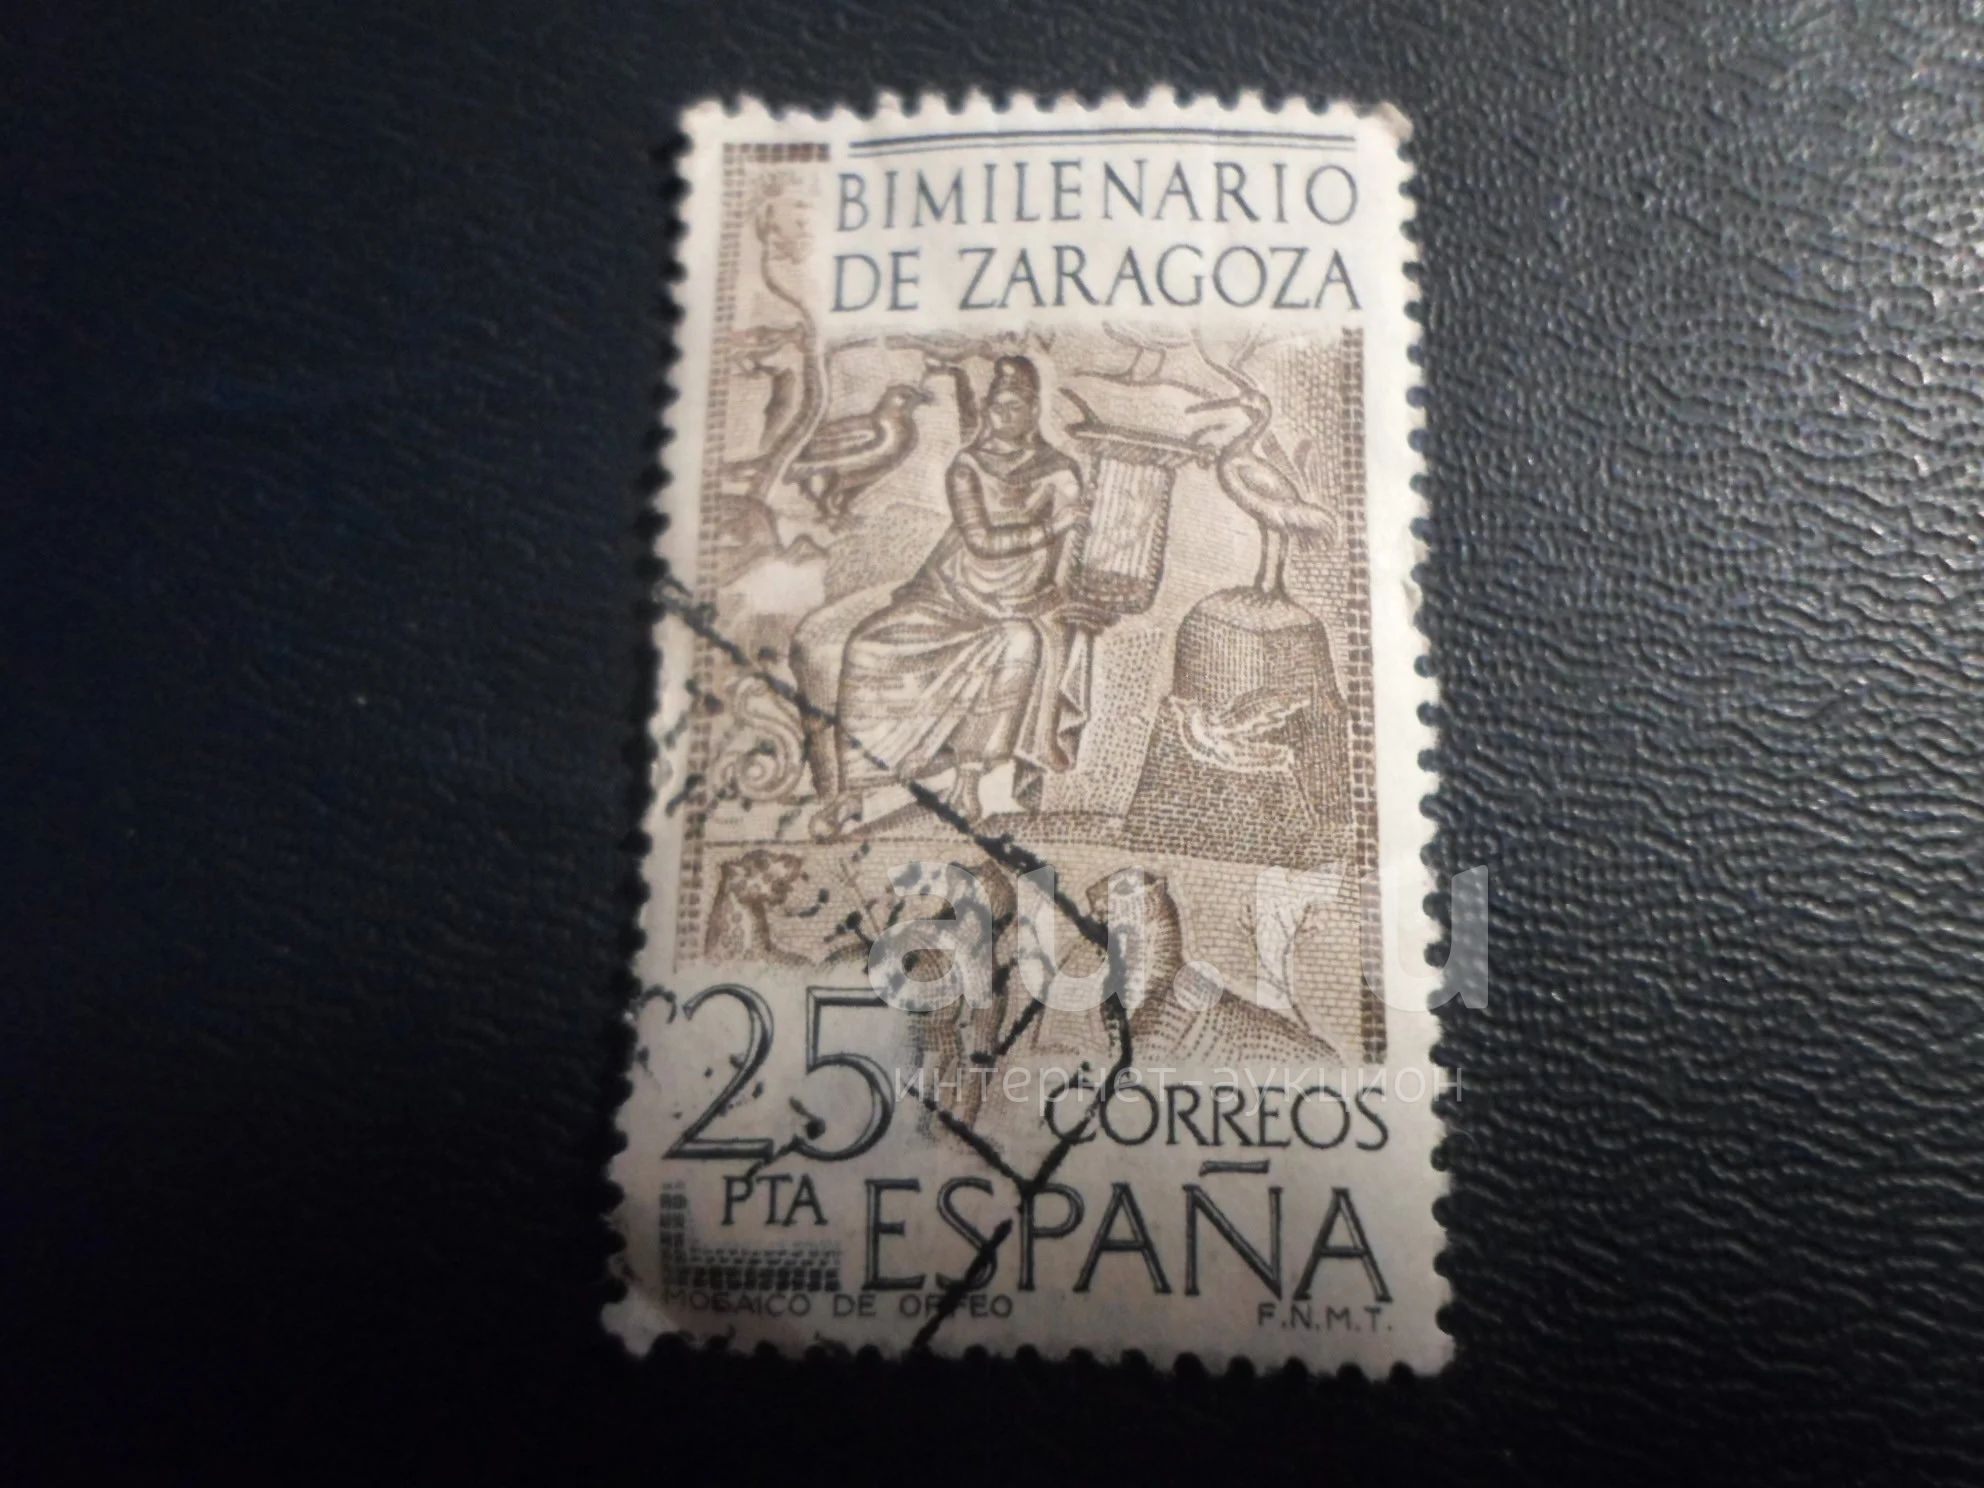 BIMILENARIO
DE ZARAGOZA
au.ru
интернет-аукцион
25
PTA
CORREOS
ESPAÑA
MOSAICO DE ORFEO
F.N.M.T.